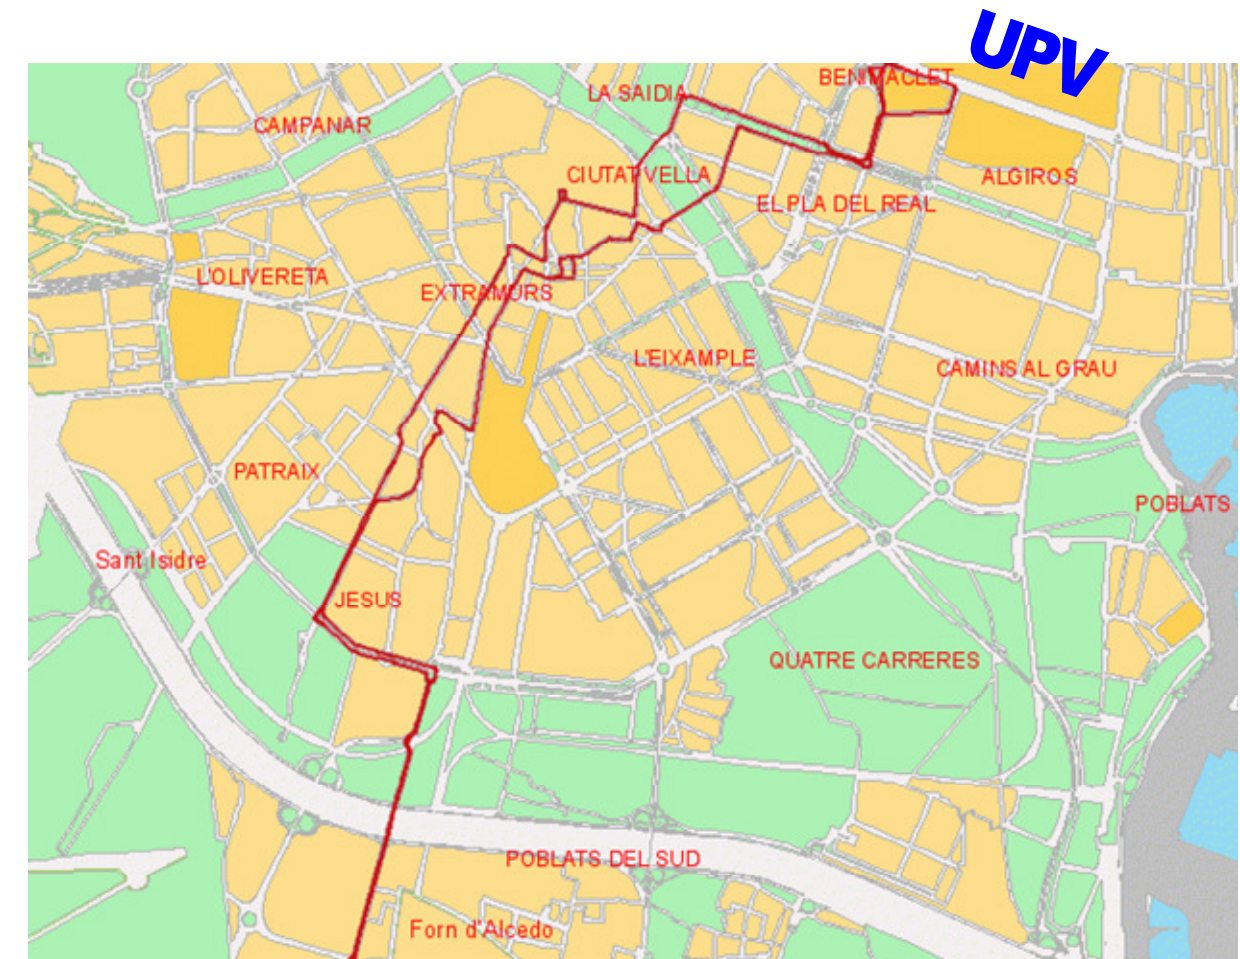 UPV
BENIMACLET
LA SAIDIA
CAMPANAR
CIUTAT VELLA
ALGIROS
EL PLA DEL REAL
L'OLIVERETA
EXTRAMURS
L'EIXAMPLE
CAMINS AL GRAU
PATRAIX
POBLATS
Sant Isidre
JESUS
QUATRE CARRERES
POBLATS DEL SUD
Forn d'Alcedo